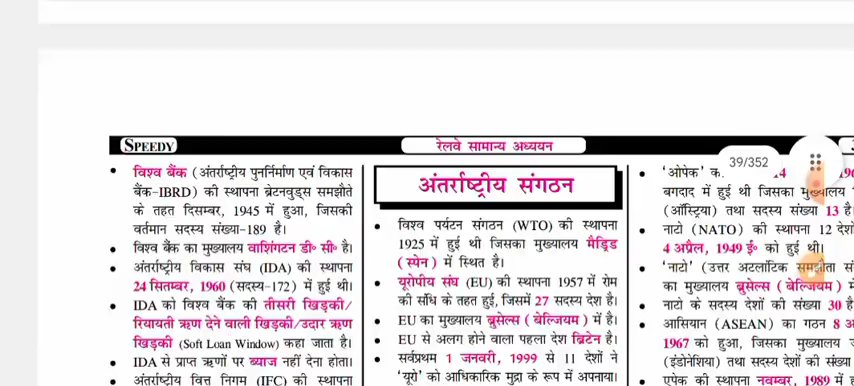 SPEEDY
रेलवे सामान्य अध्ययन
39/352
• विश्व बैंक (अंतर्राष्ट्रीय पुनर्निर्माण एवं विकास
बैंक-IBRD) की स्थापना ब्रेटनवुड्स समझौते
के तहत दिसम्बर, 1945 में हुआ, जिसकी
वर्तमान सदस्य संख्या-189 है।
• विश्व बैंक का मुख्यालय वाशिंगटन डी॰ सी॰ है।
• अंतर्राष्ट्रीय विकास संघ (IDA) की स्थापना
24 सितम्बर, 1960 (सदस्य-172) में हुई थी।
• IDA को विश्व बैंक की तीसरी खिड़की/
रियायती ऋण देने वाली खिड़की/उदार ऋण
खिड़की (Soft Loan Window) कहा जाता है।
• IDA से प्राप्त ऋणों पर ब्याज नहीं देना होता।
• अंतर्राष्ट्रीय वित्त निगम (IFC) की स्थापना
अंतर्राष्ट्रीय संगठन
• विश्व पर्यटन संगठन (WTO) की स्थापना
1925 में हुई थी जिसका मुख्यालय मैड्रिड
(स्पेन) में स्थित है।
• यूरोपीय संघ (EU) की स्थापना 1957 में रोम
की संधि के तहत हुई, जिसमें 27 सदस्य देश है।
• EU का मुख्यालय ब्रुसेल्स (बेल्जियम) में है।
• EU से अलग होने वाला पहला देश ब्रिटेन है।
• सर्वप्रथम 1 जनवरी, 1999 से 11 देशों ने
'यूरो' को आधिकारिक मुद्रा के रूप में अपनाया।
• 'ओपेक' क
बगदाद में हुई थी जिसका मुख्यालय
(ऑस्ट्रिया) तथा सदस्य संख्या 13 है
• नाटो (NATO) की स्थापना 12 देशों
4 अप्रैल, 1949 ई॰ को हुई थी।
• 'नाटो' (उत्तर अटलांटिक समझौता सं
का मुख्यालय ब्रुसेल्स (बेल्जियम) में
• नाटो के सदस्य देशों की संख्या 30 है
• आसियान (ASEAN) का गठन 8 अ
1967 को हुआ, जिसका मुख्यालय
(इंडोनेशिया) तथा सदस्य देशों की संख्या
• एपेक की स्थापना नवम्बर, 1989 में